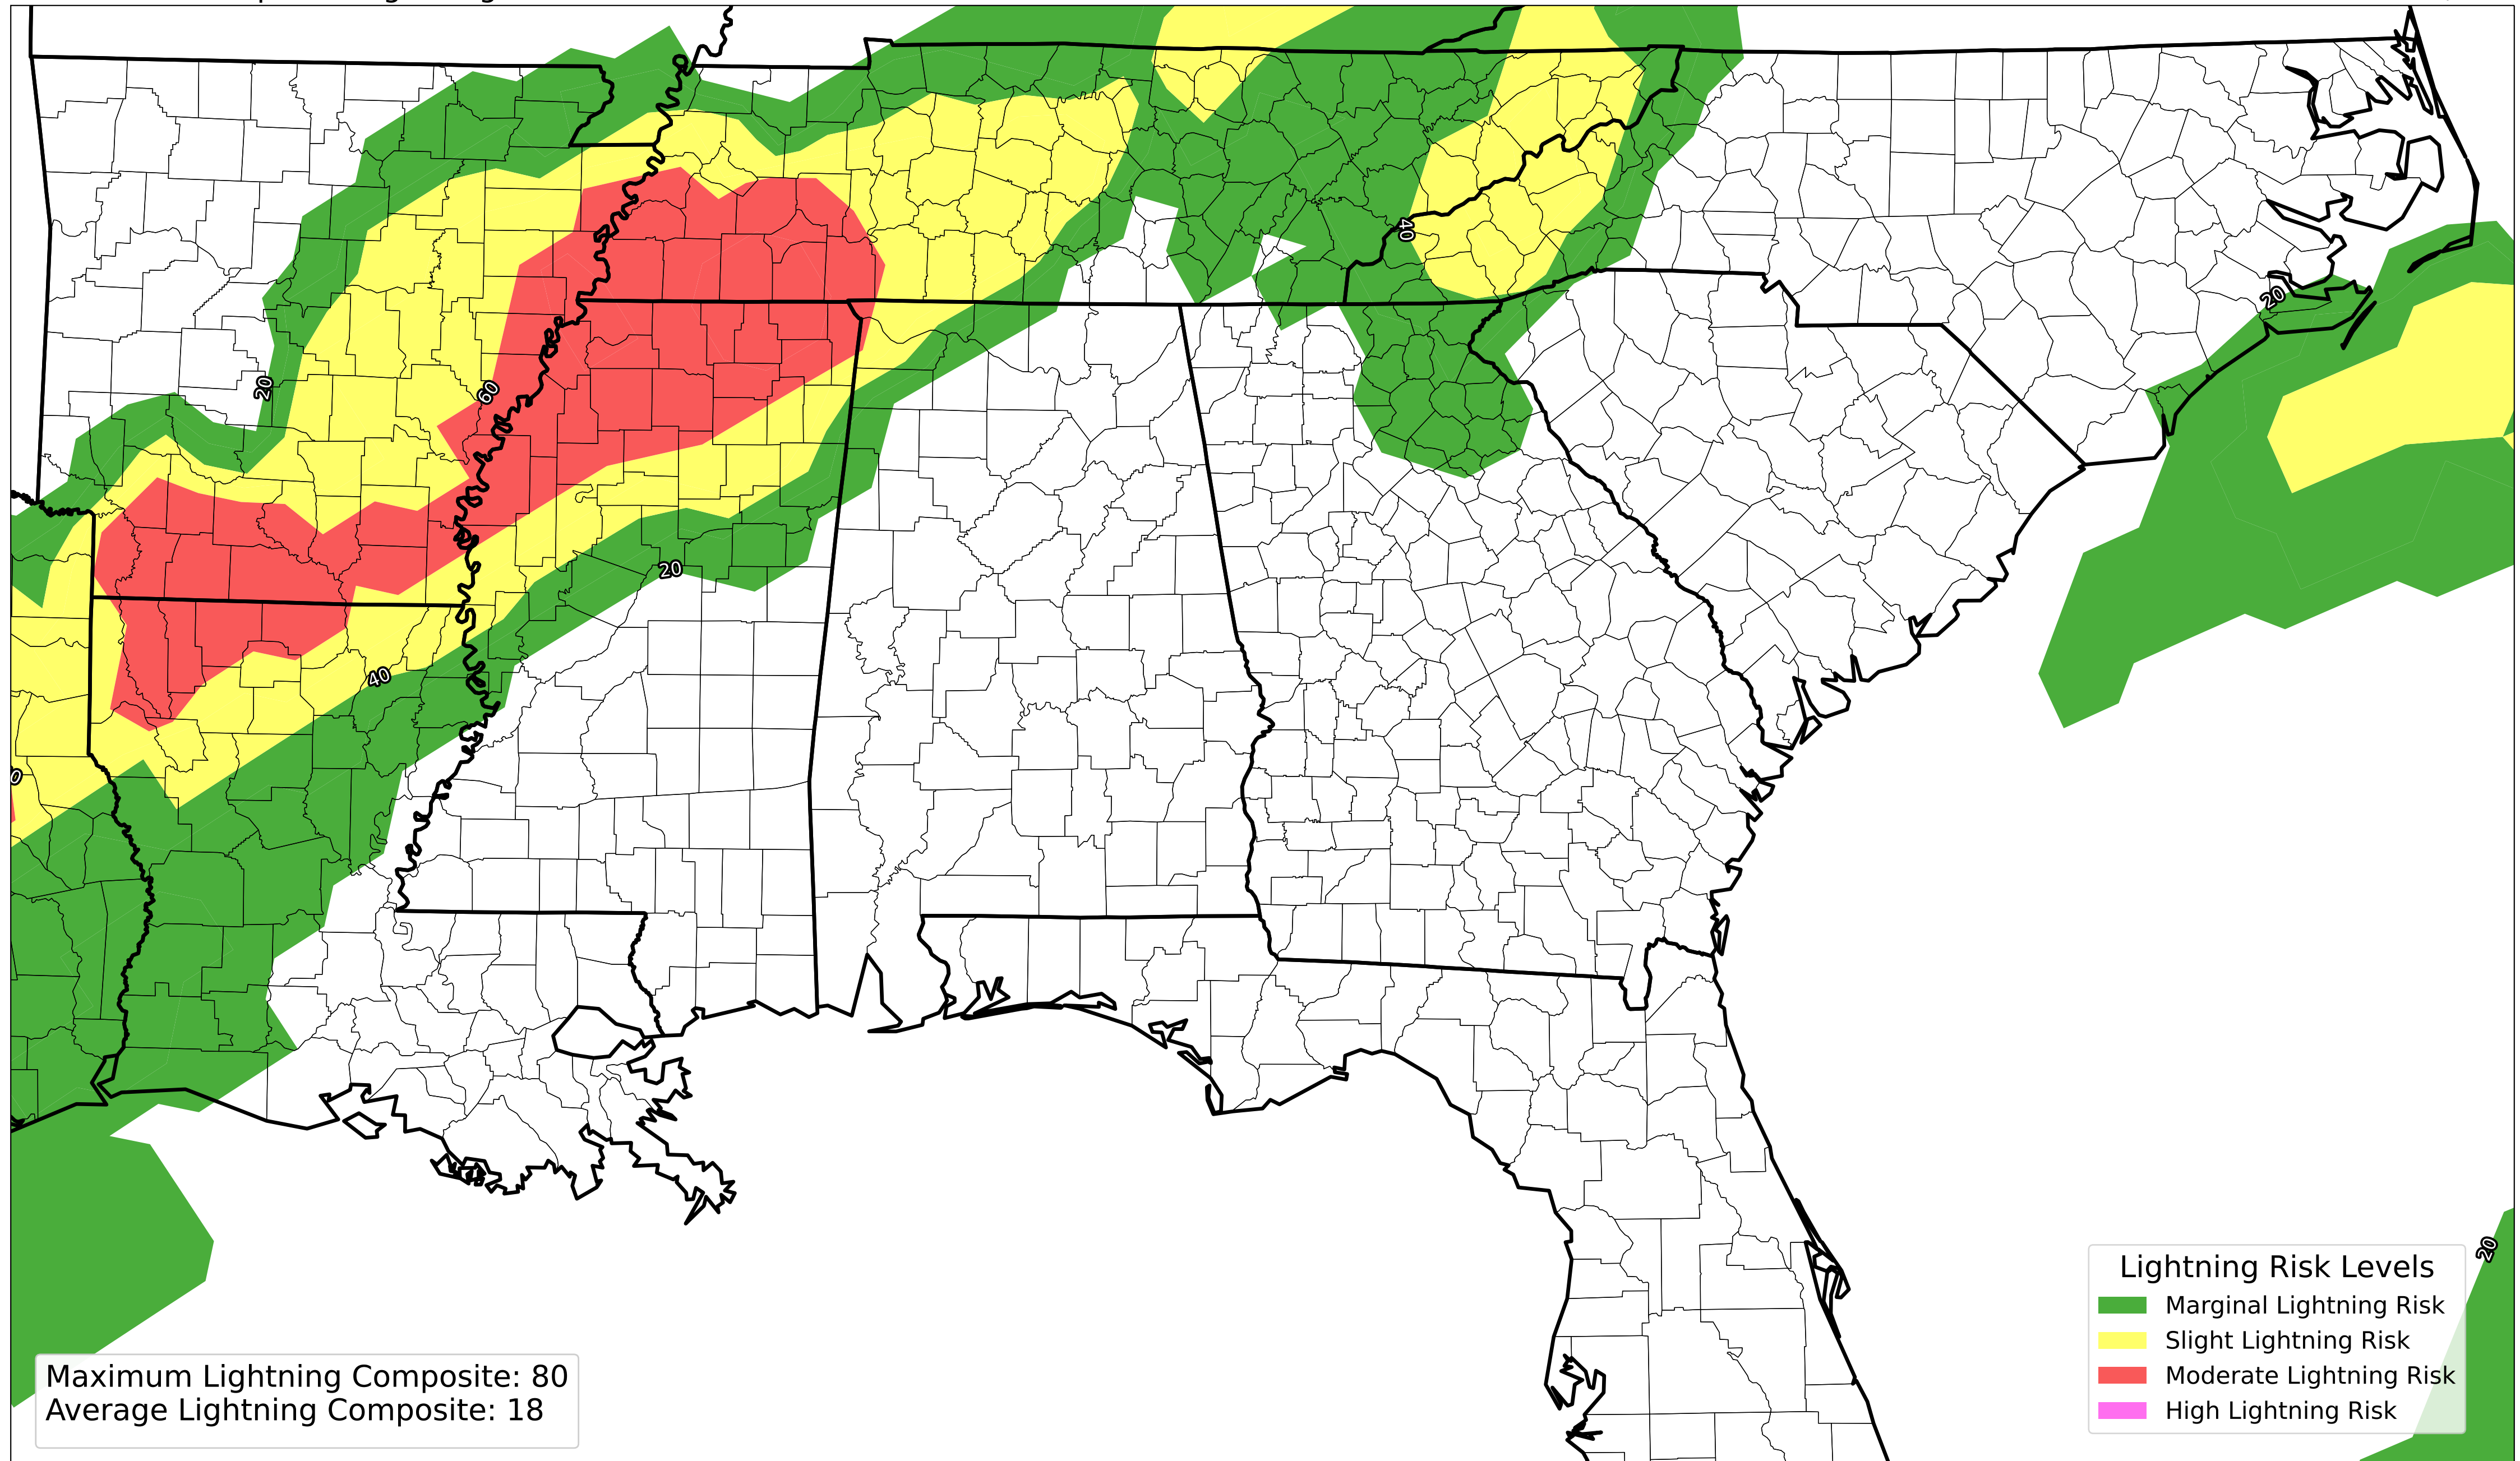 40
20
20
60
20
40
0
20
Lightning Risk Levels
Marginal Lightning Risk
Slight Lightning Risk
Moderate Lightning Risk
High Lightning Risk
Maximum Lightning Composite: 80
Average Lightning Composite: 18